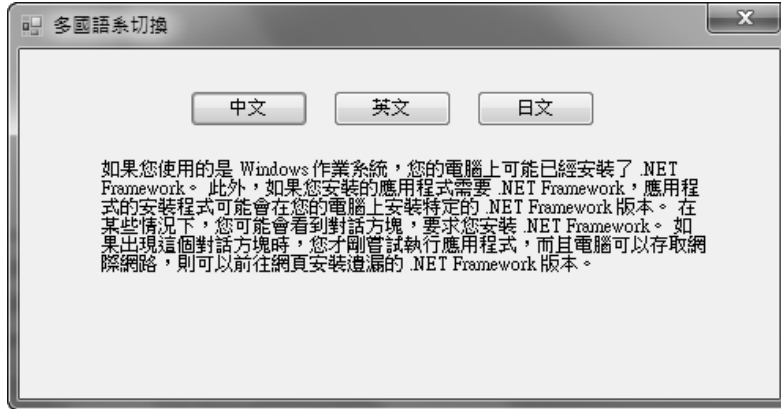 多國語系切換
中文 英文 日文
如果您使用的是 Windows 作業系統，您的電腦上可能已經安裝了 .NET
Framework。 此外，如果您安裝的應用程式需要 .NET Framework，應用程
式的安裝程式可能會在您的電腦上安裝特定的 .NET Framework 版本。 在
某些情況下，您可能會看到對話方塊，要求您安裝 .NET Framework。 如
果出現這個對話方塊時，您才剛嘗試執行應用程式，而且電腦可以存取網
際網路，則可以前往網頁安裝遺漏的 .NET Framework 版本。